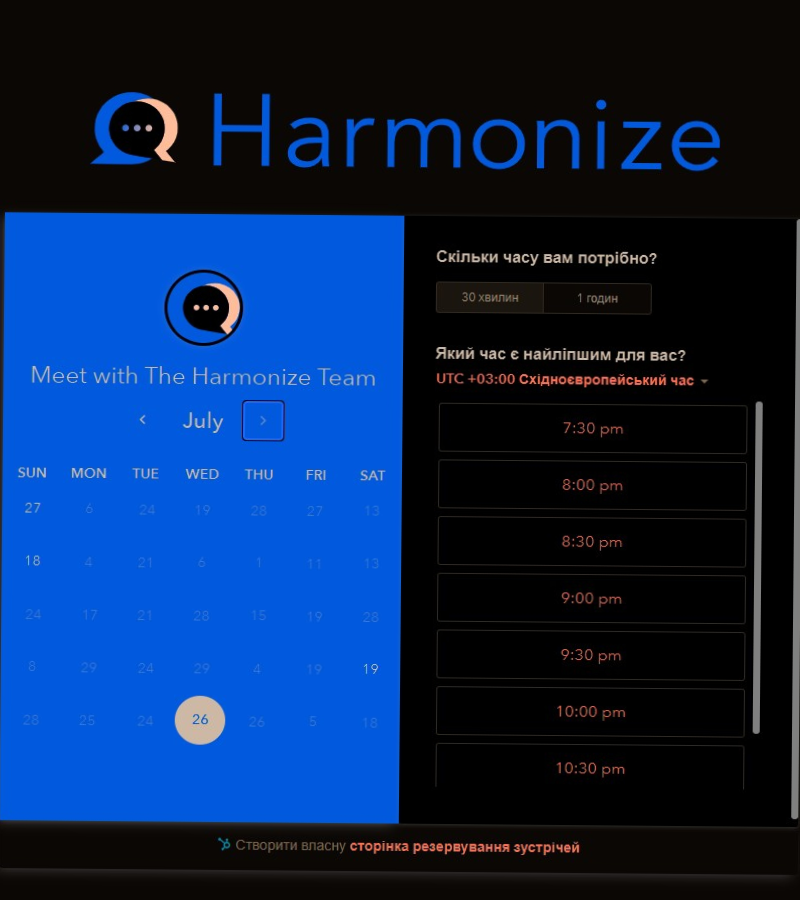 Harmonize
Meet with The Harmonize Team
July
SUN MON TUE WED THU FRI SAT
27 6 24 19 28 27 13
18 4 21 6 1 11 13
24 17 21 28 15 19 28
8 29 24 29 4 19 19
28 25 24 26 26 5 18
Скільки часу вам потрібно?
30 хвилин 1 годин
Який час є найліпшим для вас?
UTC +03:00 Східноєвропейський час
7:30 pm
8:00 pm
8:30 pm
9:00 pm
9:30 pm
10:00 pm
10:30 pm
Створити власну сторінка резервування зустрічей